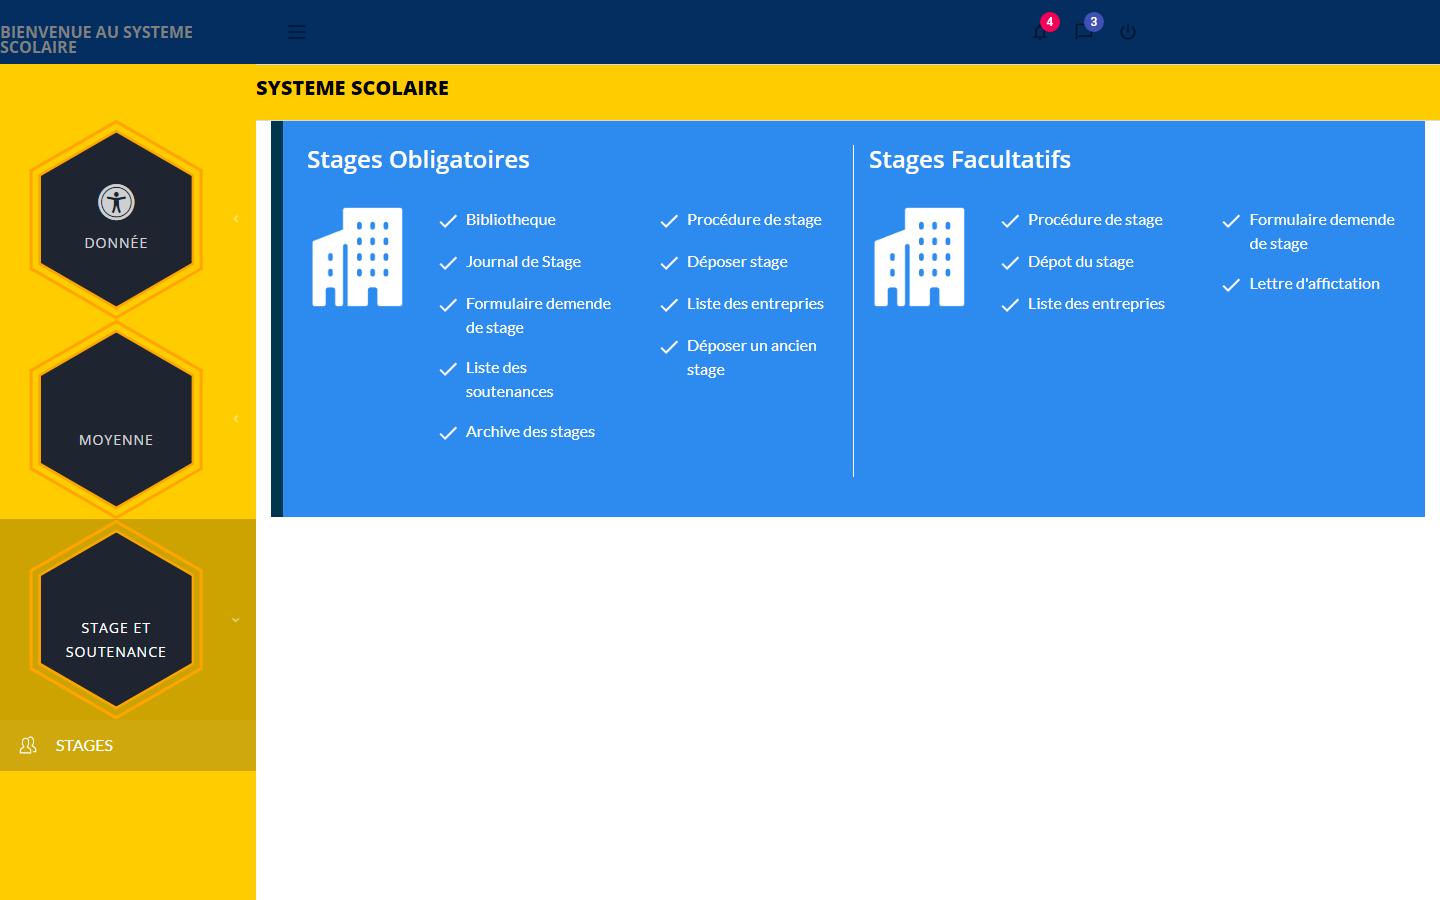 BIENVENUE AU SYSTEME
SCOLAIRE
4
3
SYSTEME SCOLAIRE
DONNÉE
MOYENNE
STAGE ET
SOUTENANCE
STAGES
Stages Obligatoires
Bibliotheque
Journal de Stage
Formulaire demende
de stage
Liste des
soutenances
Archive des stages
Procédure de stage
Déposer stage
Liste des entrepries
Déposer un ancien
stage
Stages Facultatifs
Procédure de stage
Dépot du stage
Liste des entrepries
Formulaire demende
de stage
Lettre d'affictation